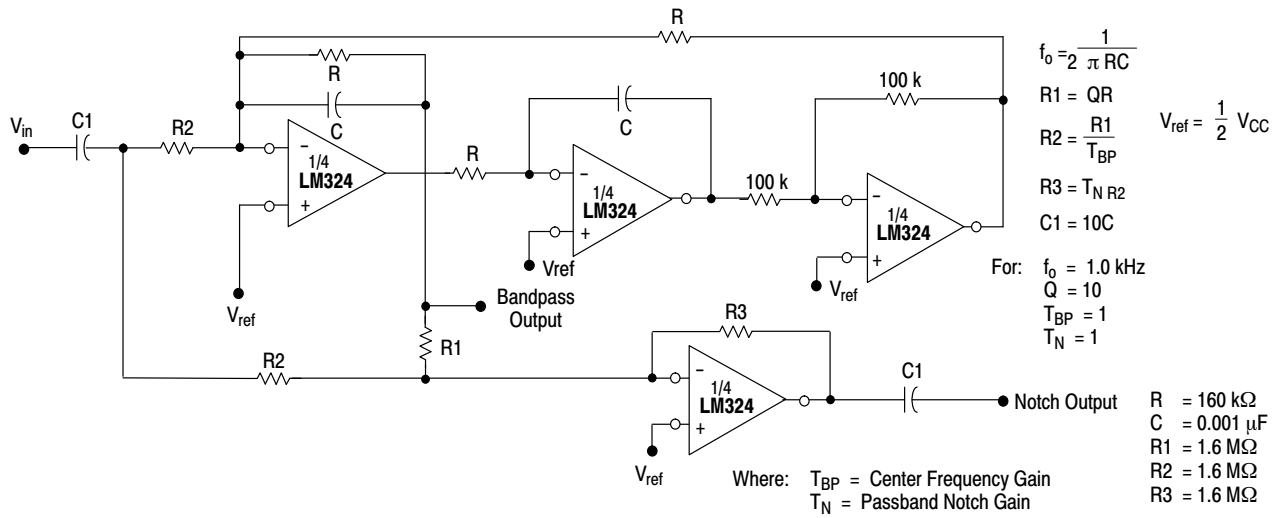 R
R
C
C1
V_in
R2
1/4
LM324
−
+
V_ref
R
C
1/4
LM324
−
+
Vref
100 k
100 k
1/4
LM324
−
+
V_ref
Bandpass
Output
R1
R2
R3
1/4
LM324
−
+
V_ref
C1
Notch Output
f_o = 1 / 2 π RC
R1 = QR
R2 = R1 / T_BP
R3 = T_N R2
C1 = 10C
V_ref = 1/2 V_CC
For: f_o = 1.0 kHz
Q = 10
T_BP = 1
T_N = 1
R = 160 kΩ
C = 0.001 μF
R1 = 1.6 MΩ
R2 = 1.6 MΩ
R3 = 1.6 MΩ
Where: T_BP = Center Frequency Gain
T_N = Passband Notch Gain